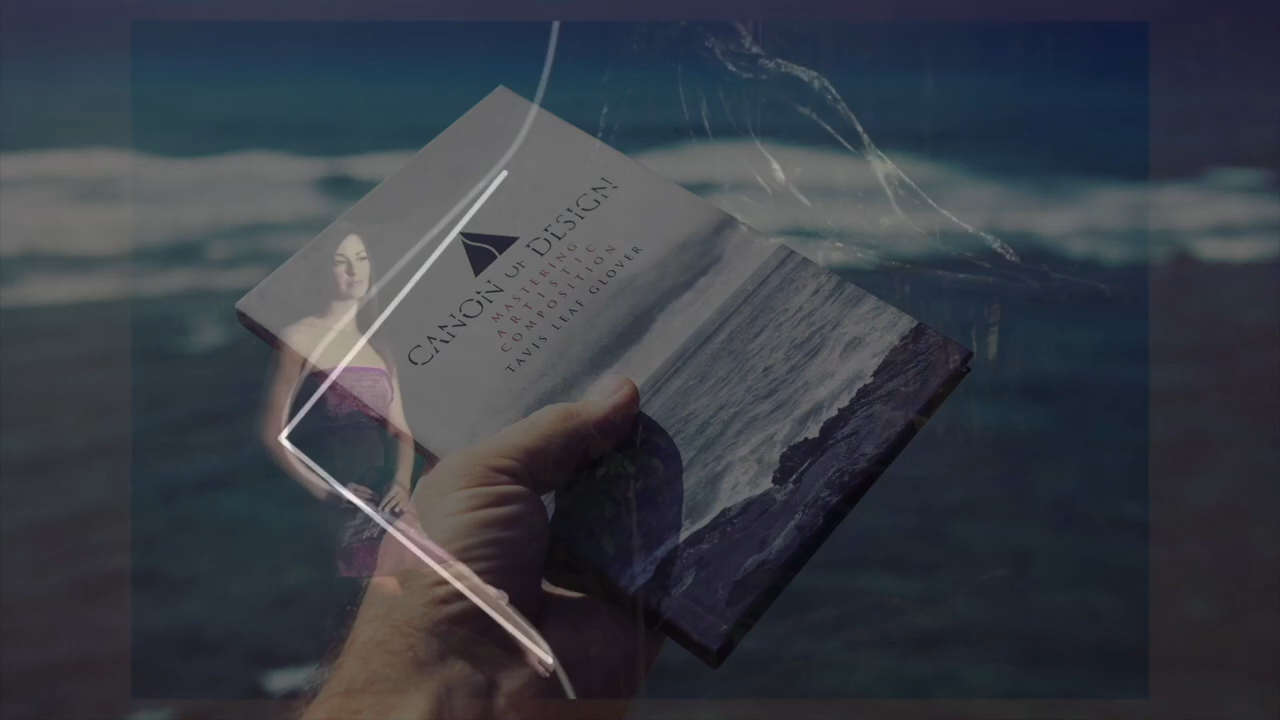 CANON OF DESIGN
MASTERING
ARTISTIC
COMPOSITION
TAVIS LEAF GLOVER